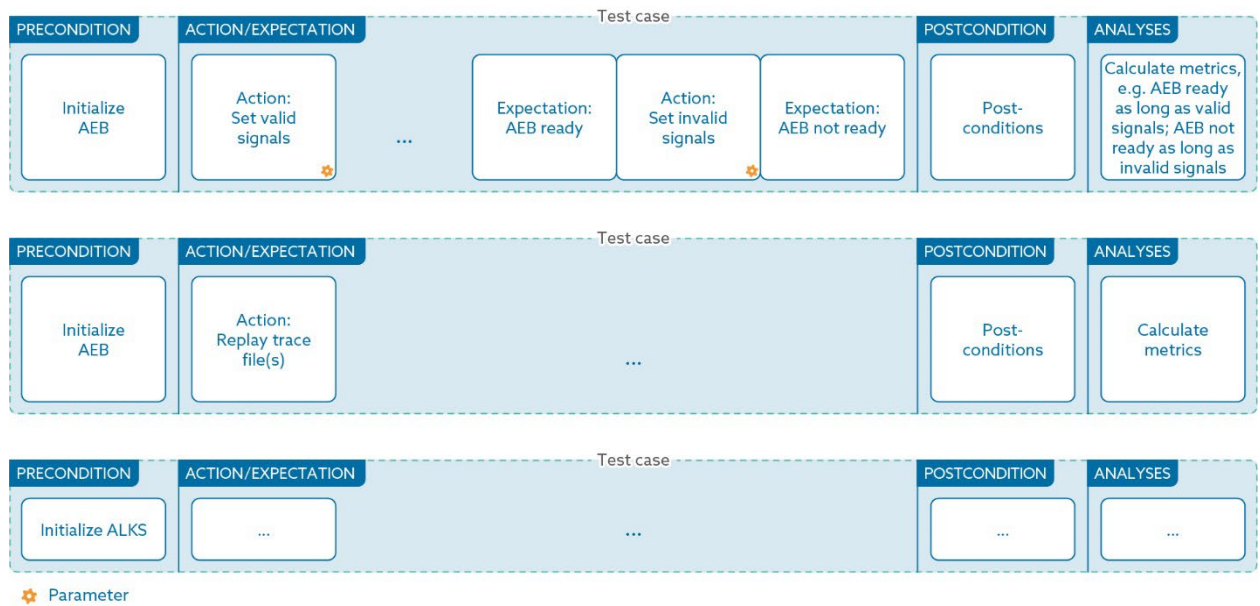 Test case
PRECONDITION
ACTION/EXPECTATION
POSTCONDITION
ANALYSES
Initialize
AEB
Action:
Set valid
signals
...
Expectation:
AEB ready
Action:
Set invalid
signals
Expectation:
AEB not ready
Post-
conditions
Calculate metrics,
e.g. AEB ready
as long as valid
signals; AEB not
ready as long as
invalid signals
Test case
PRECONDITION
ACTION/EXPECTATION
POSTCONDITION
ANALYSES
Initialize
AEB
Action:
Replay trace
file(s)
...
Post-
conditions
Calculate
metrics
Test case
PRECONDITION
ACTION/EXPECTATION
POSTCONDITION
ANALYSES
Initialize ALKS
...
...
...
...
Parameter